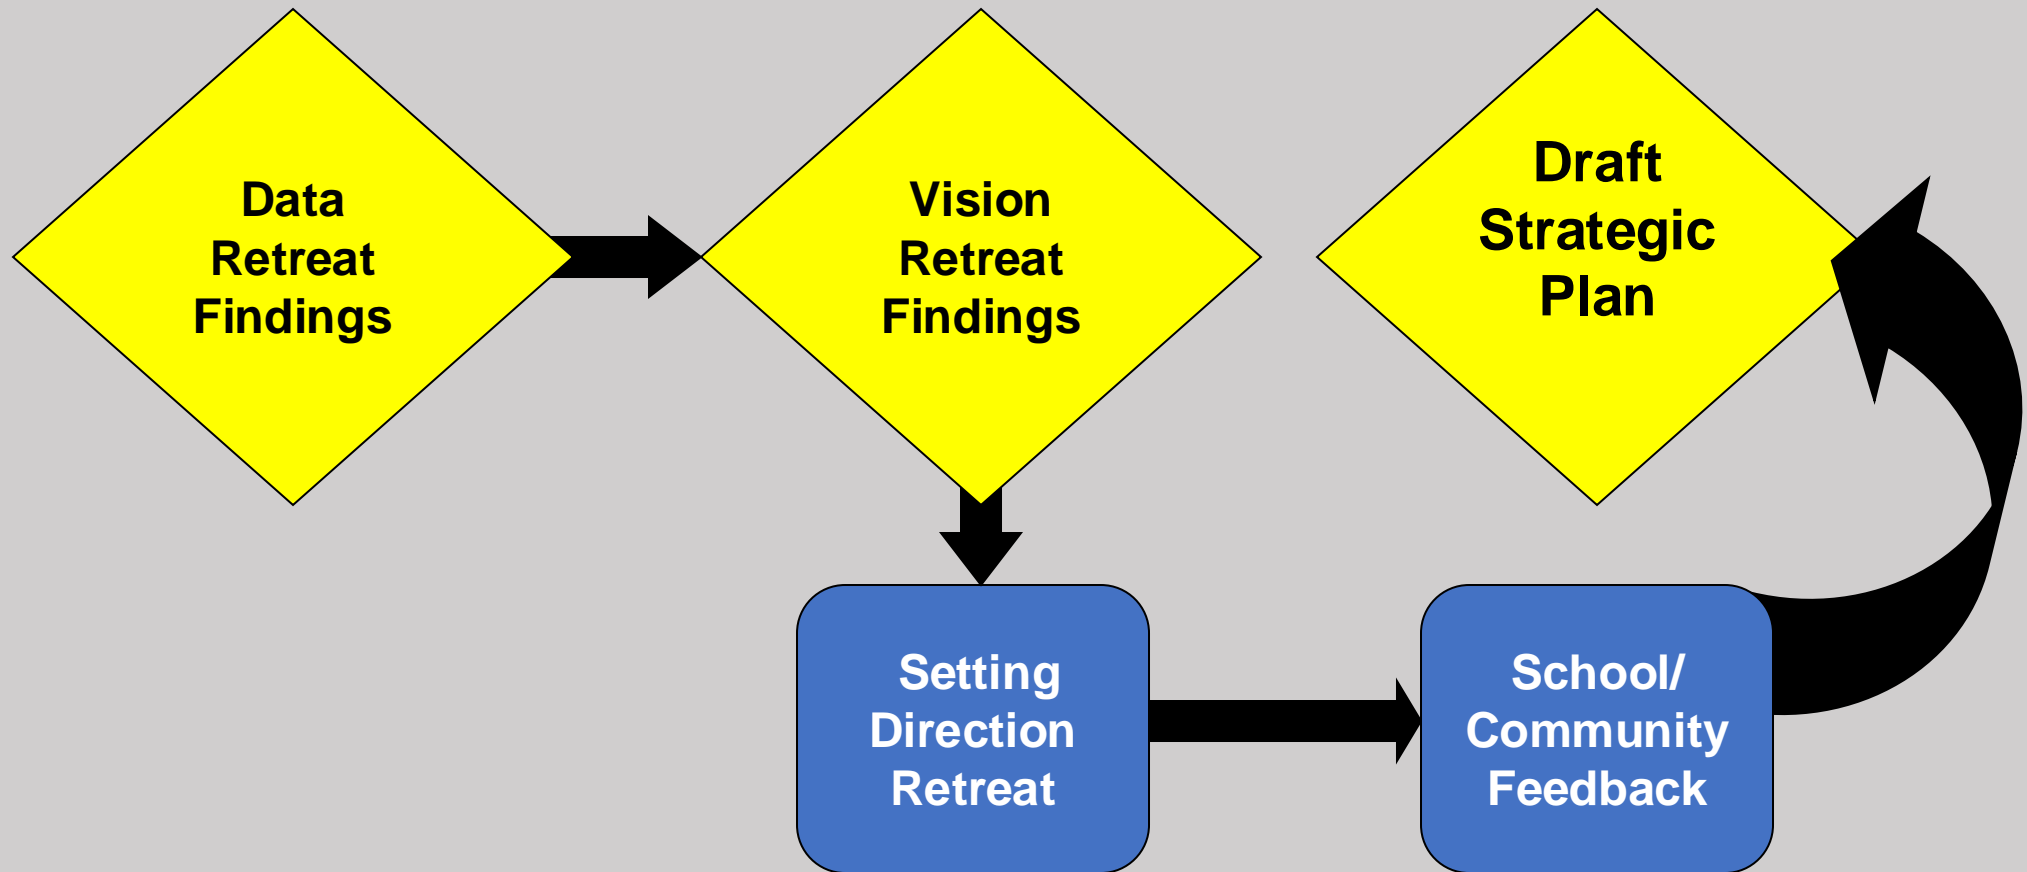 Data
Retreat
Findings
Vision
Retreat
Findings
Draft
Strategic
Plan
Setting
Direction
Retreat
School/
Community
Feedback